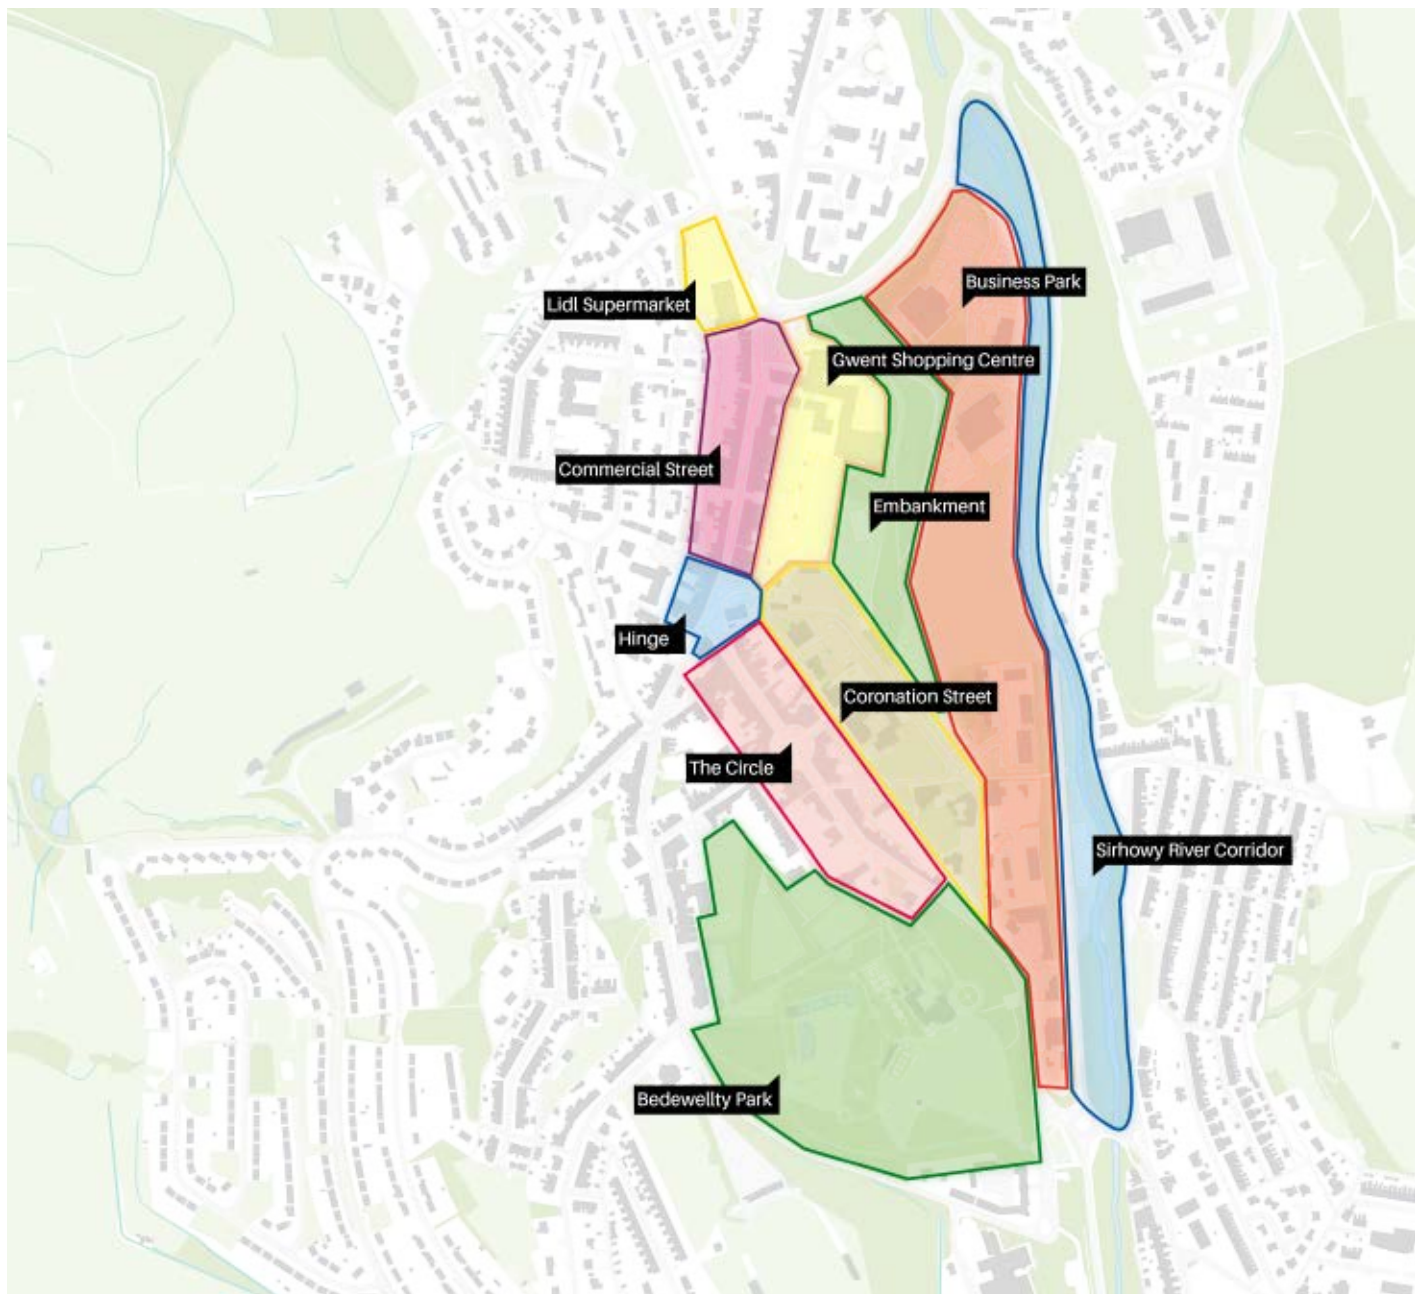 Business Park
Lidl Supermarket
Gwent Shopping Centre
Commercial Street
Embankment
Hinge
Coronation Street
The Circle
Sirhowy River Corridor
Bedewellty Park